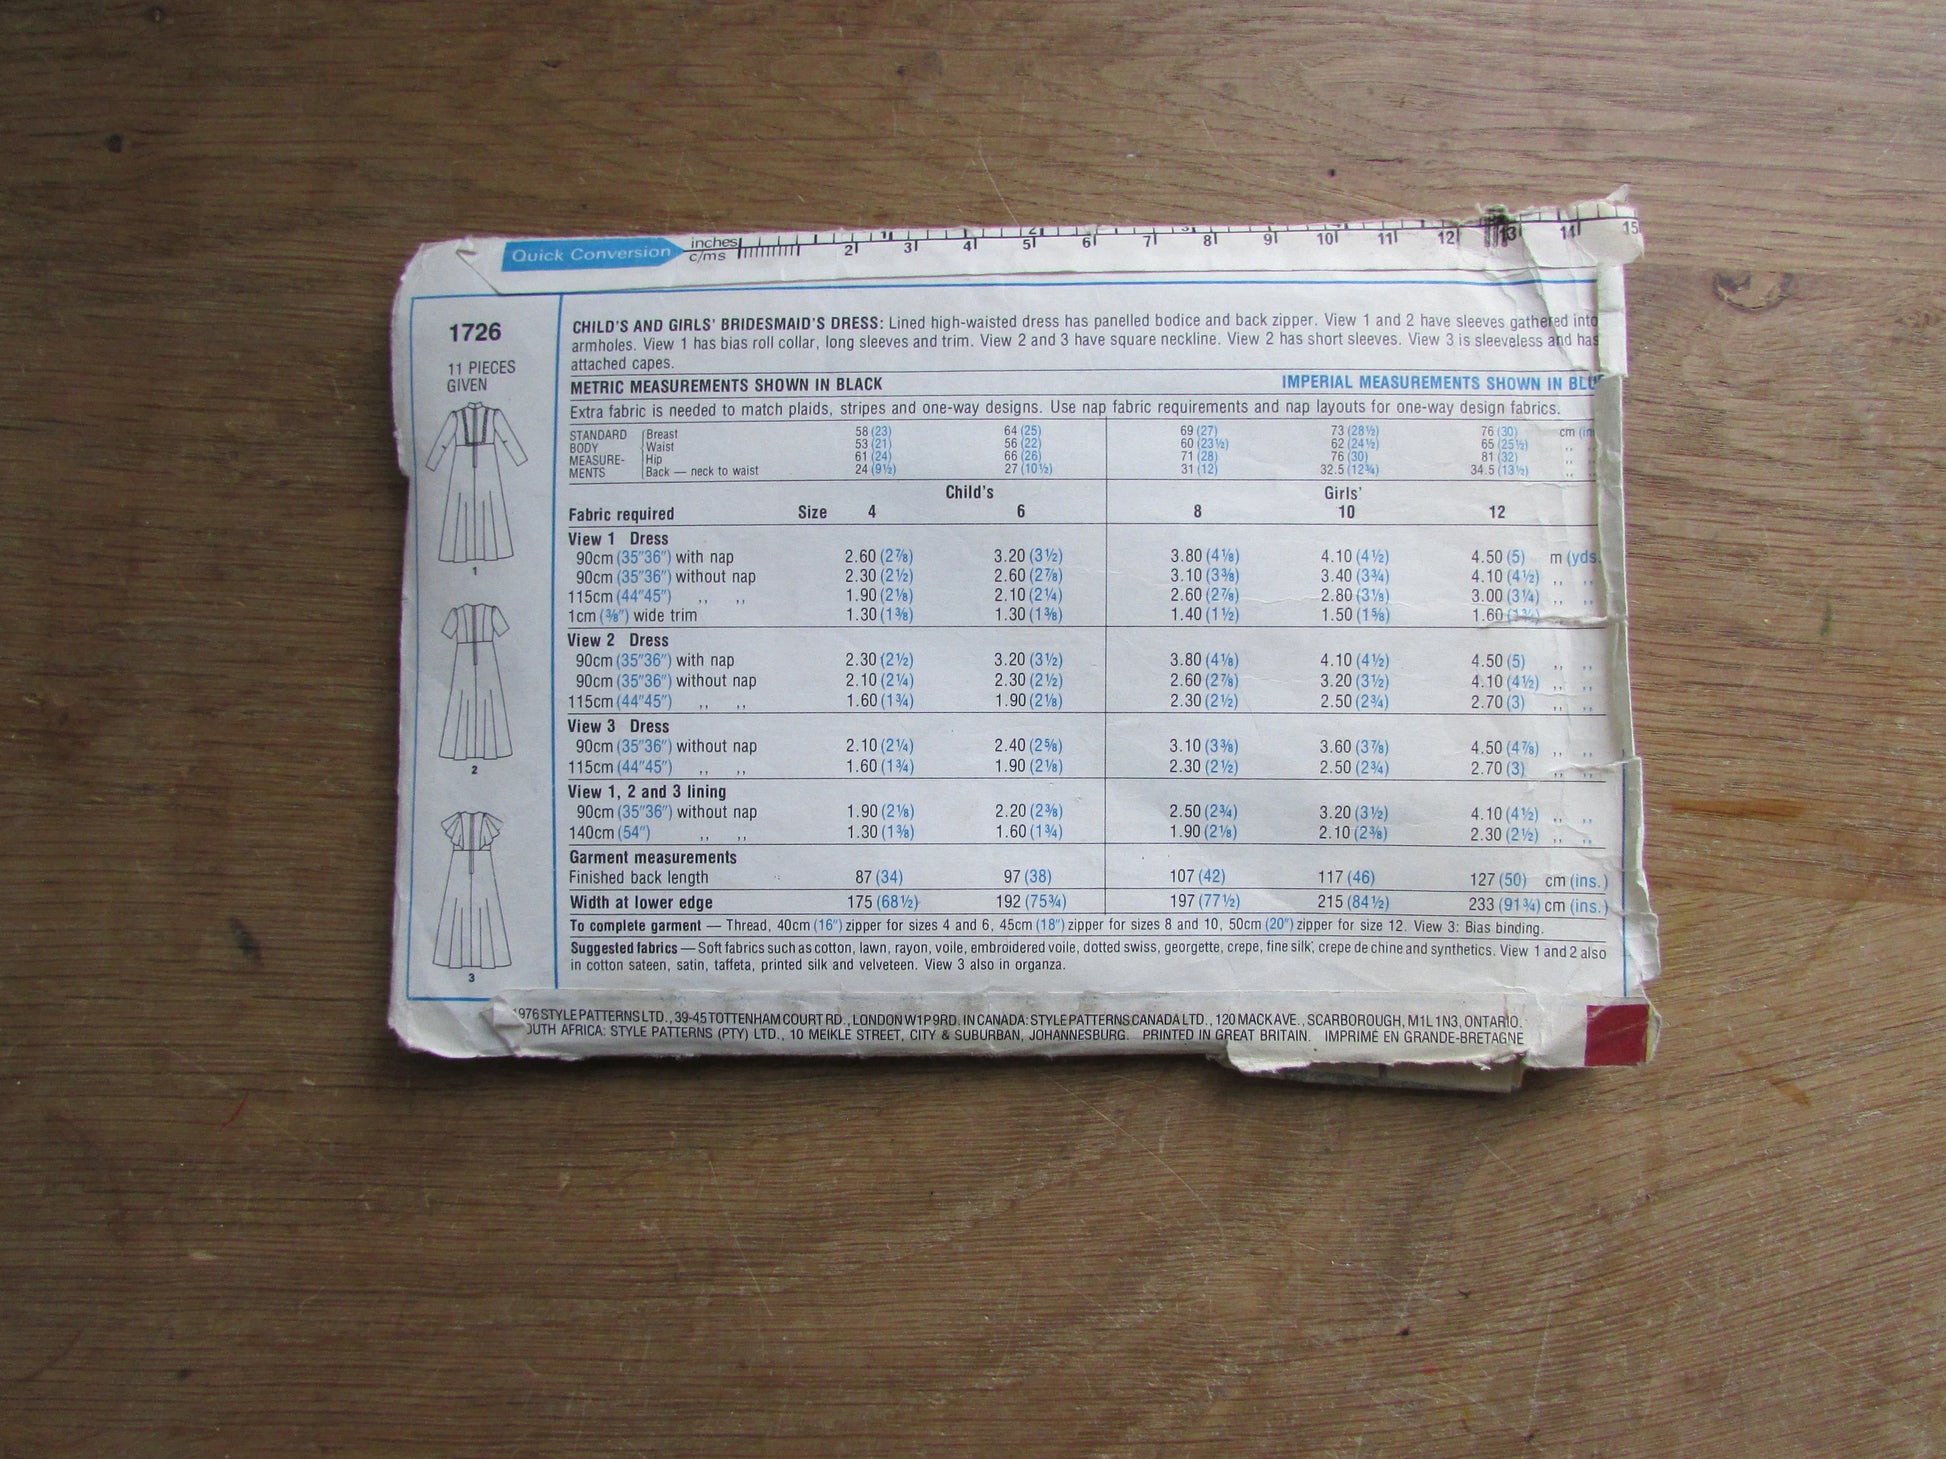 Quick Conversion
inches
c/ms
2 3 4 5 6 7 8 9 10 11 12 13 15
1726
11 PIECES
GIVEN
1
2
3
CHILD'S AND GIRLS' BRIDESMAID'S DRESS: Lined high-waisted dress has panelled bodice and back zipper. View 1 and 2 have sleeves gathered into
armholes. View 1 has bias roll collar, long sleeves and trim. View 2 and 3 have square neckline. View 2 has short sleeves. View 3 is sleeveless and has
attached capes.
METRIC MEASUREMENTS SHOWN IN BLACK IMPERIAL MEASUREMENTS SHOWN IN BLUE
Extra fabric is needed to match plaids, stripes and one-way designs. Use nap fabric requirements and nap layouts for one-way design fabrics.
STANDARD Breast 58 (23) 64 (25) 69 (27) 73 (28½) 76 (30) cm (in
BODY Waist 53 (21) 56 (22) 60 (23½) 62 (24½) 65 (25½) ,, ,,
MEASURE- Hip 61 (24) 66 (26) 71 (28) 76 (30) 81 (32) ,, ,,
MENTS Back — neck to waist 24 (9½) 27 (10½) 31 (12) 32.5 (12¾) 34.5 (13½) ,, ,,
Child's Girls'
Fabric required Size 4 6 8 10 12
View 1 Dress
90cm (35"36") with nap 2.60 (2⅞) 3.20 (3½) 3.80 (4⅛) 4.10 (4½) 4.50 (5) m (yds.
90cm (35"36") without nap 2.30 (2½) 2.60 (2⅞) 3.10 (3⅜) 3.40 (3¾) 4.10 (4½) ,, ,,
115cm (44"45") ,, ,, 1.90 (2⅛) 2.10 (2¼) 2.60 (2⅞) 2.80 (3⅛) 3.00 (3¼) ,, ,,
1cm (⅜") wide trim 1.30 (1⅜) 1.30 (1⅜) 1.40 (1½) 1.50 (1⅝) 1.60 ,, ,,
View 2 Dress
90cm (35"36") with nap 2.30 (2½) 3.20 (3½) 3.80 (4⅛) 4.10 (4½) 4.50 (5) ,, ,,
90cm (35"36") without nap 2.10 (2¼) 2.30 (2½) 2.60 (2⅞) 3.20 (3½) 4.10 (4½) ,, ,,
115cm (44"45") ,, ,, 1.60 (1¾) 1.90 (2⅛) 2.30 (2½) 2.50 (2¾) 2.70 (3) ,, ,,
View 3 Dress
90cm (35"36") without nap 2.10 (2¼) 2.40 (2⅝) 3.10 (3⅜) 3.60 (3⅞) 4.50 (4⅞) ,, ,,
115cm (44"45") ,, ,, 1.60 (1¾) 1.90 (2⅛) 2.30 (2½) 2.50 (2¾) 2.70 (3) ,, ,,
View 1, 2 and 3 lining
90cm (35"36") without nap 1.90 (2⅛) 2.20 (2⅜) 2.50 (2¾) 3.20 (3½) 4.10 (4½) ,, ,,
140cm (54") ,, ,, 1.30 (1⅜) 1.60 (1¾) 1.90 (2⅛) 2.10 (2⅜) 2.30 (2½) ,, ,,
Garment measurements
Finished back length 87 (34) 97 (38) 107 (42) 117 (46) 127 (50) cm (ins.)
Width at lower edge 175 (68½) 192 (75¾) 197 (77½) 215 (84½) 233 (91¾) cm (ins.)
To complete garment — Thread, 40cm (16") zipper for sizes 4 and 6, 45cm (18") zipper for sizes 8 and 10, 50cm (20") zipper for size 12. View 3: Bias binding.
Suggested fabrics — Soft fabrics such as cotton, lawn, rayon, voile, embroidered voile, dotted swiss, georgette, crepe, fine silk, crepe de chine and synthetics. View 1 and 2 also
in cotton sateen, satin, taffeta, printed silk and velveteen. View 3 also in organza.
976 STYLE PATTERNS LTD., 39-45 TOTTENHAM COURT RD., LONDON W1P 9RD. IN CANADA: STYLE PATTERNS CANADA LTD., 120 MACK AVE., SCARBOROUGH, M1L 1N3, ONTARIO.
OUTH AFRICA: STYLE PATTERNS (PTY) LTD., 10 MEIKLE STREET, CITY & SUBURBAN, JOHANNESBURG. PRINTED IN GREAT BRITAIN. IMPRIMÉ EN GRANDE-BRETAGNE